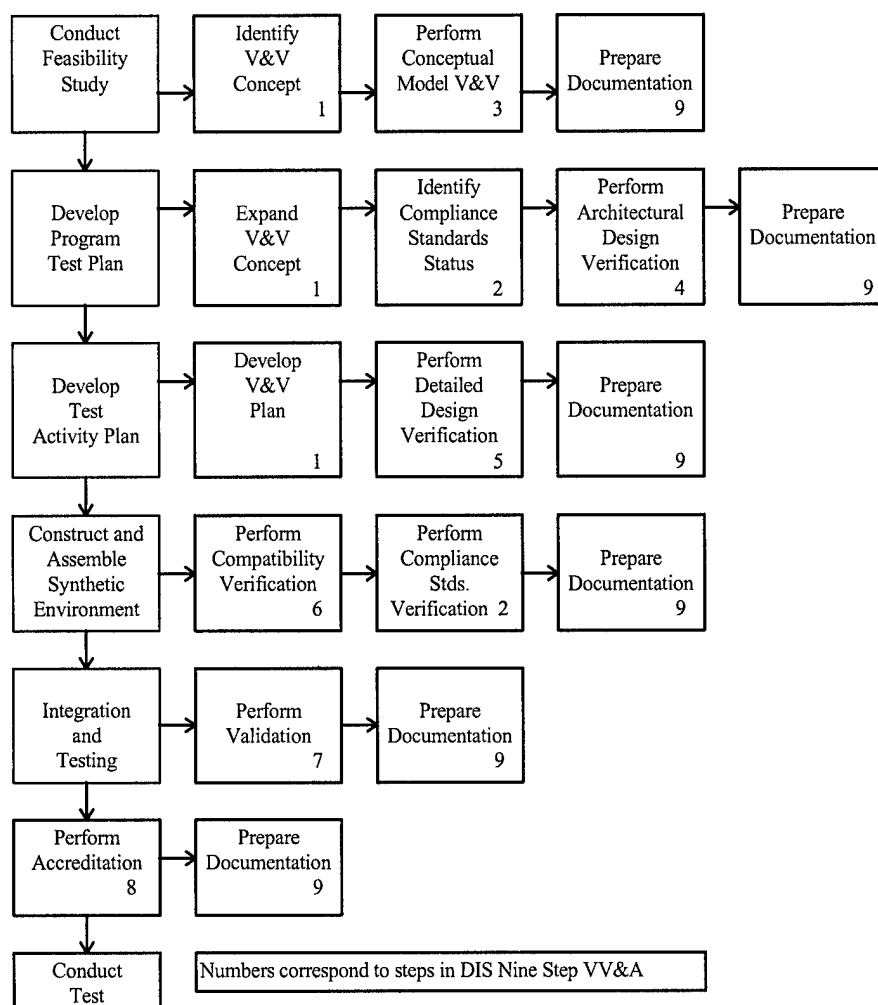 Conduct
Feasibility
Study
Identify
V&V
Concept
1
Perform
Conceptual
Model V&V
3
Prepare
Documentation
9
Develop
Program
Test Plan
Expand
V&V
Concept
1
Identify
Compliance
Standards
Status
2
Perform
Architectural
Design
Verification
4
Prepare
Documentation
9
Develop
Test
Activity Plan
Develop
V&V
Plan
1
Perform
Detailed
Design
Verification
5
Prepare
Documentation
9
Construct and
Assemble
Synthetic
Environment
Perform
Compatibility
Verification
6
Perform
Compliance
Stds.
Verification 2
Prepare
Documentation
9
Integration
and
Testing
Perform
Validation
7
Prepare
Documentation
9
Perform
Accreditation
8
Prepare
Documentation
9
Conduct
Test
Numbers correspond to steps in DIS Nine Step VV&A